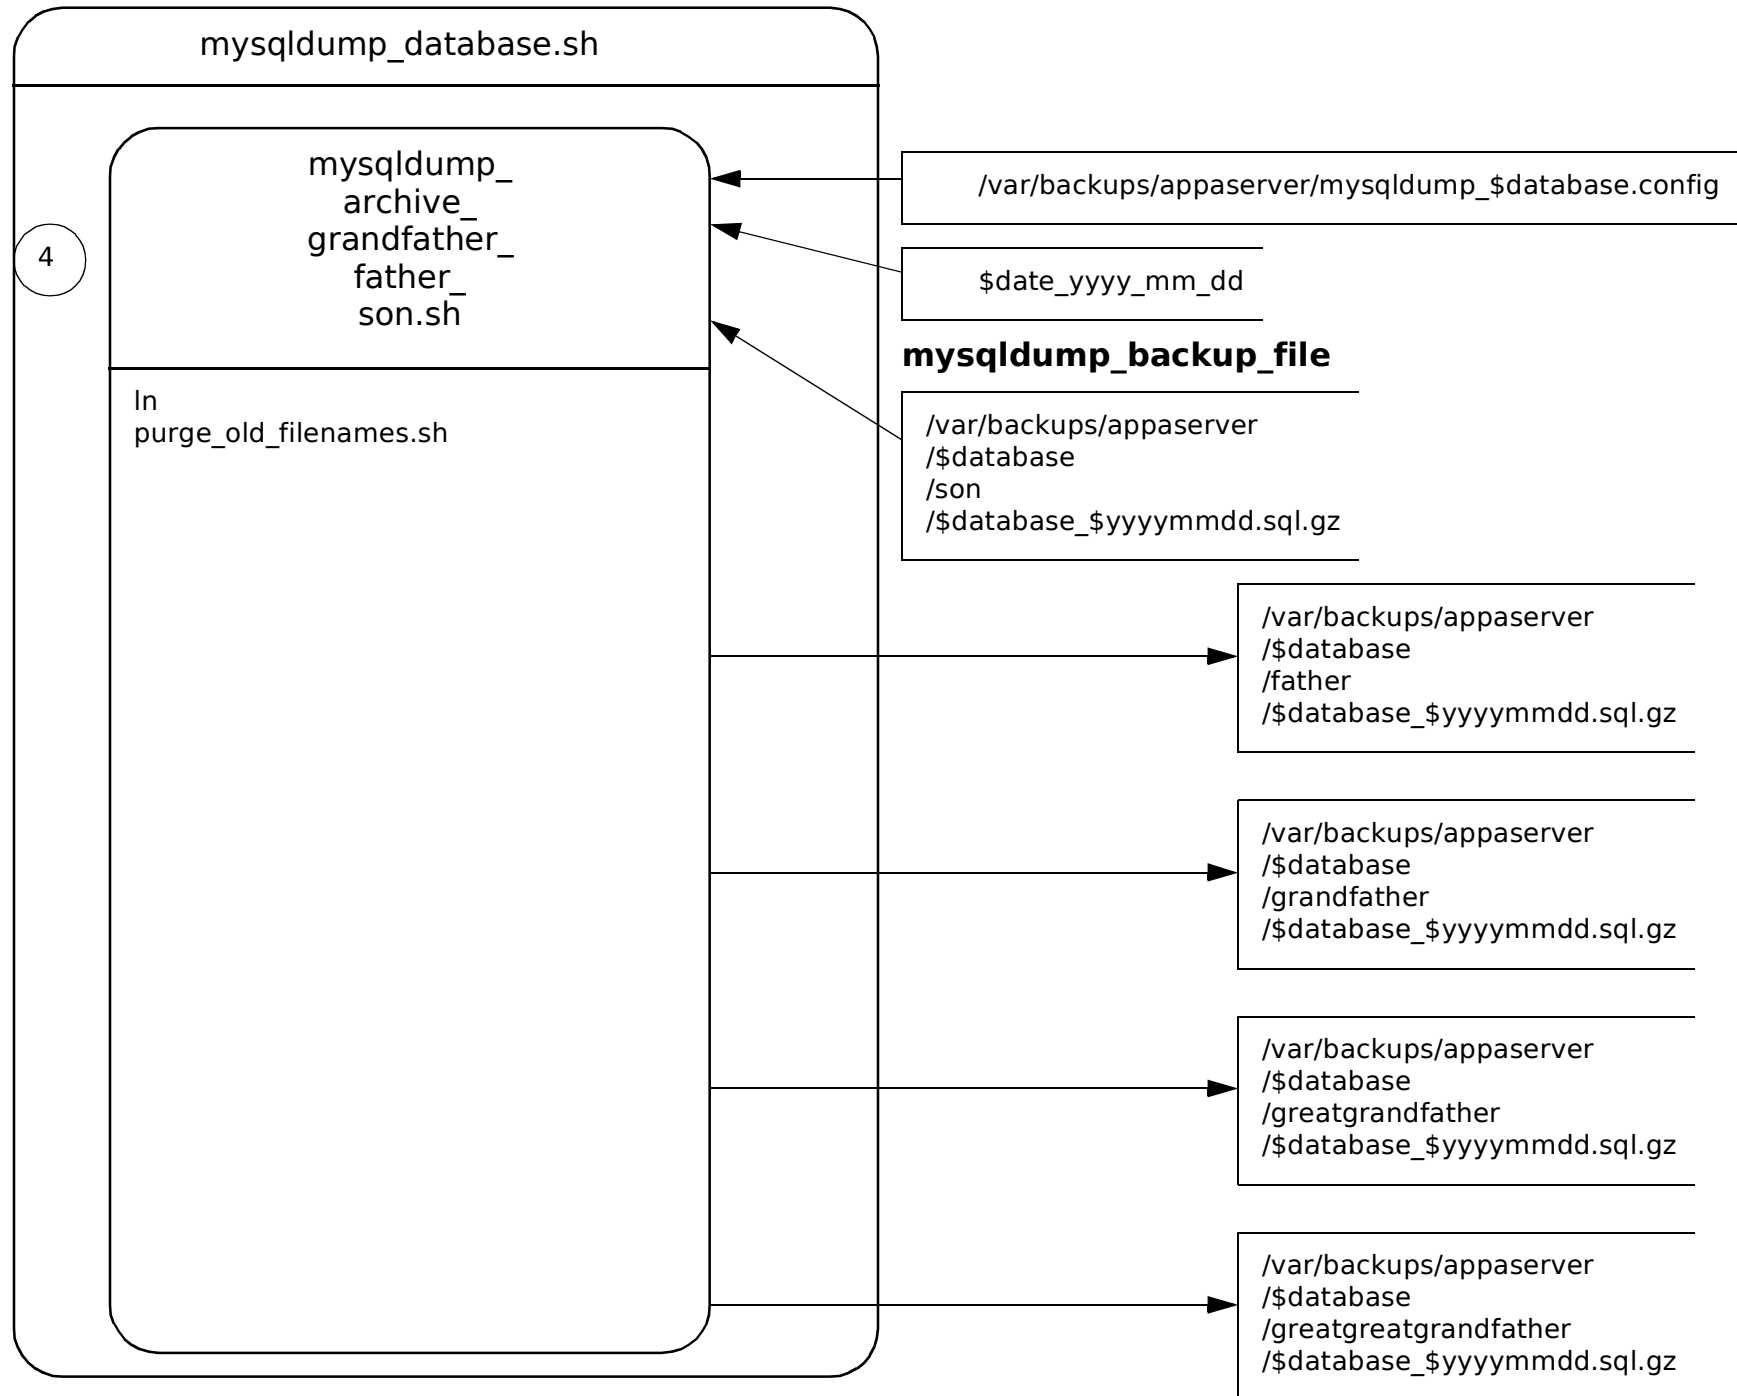 mysqldump_database.sh
mysqldump_
archive_
grandfather_
father_
son.sh
4
ln
purge_old_filenames.sh
/var/backups/appaserver/mysqldump_$database.config
$date_yyyy_mm_dd
mysqldump_backup_file
/var/backups/appaserver
/$database
/son
/$database_$yyyymmdd.sql.gz
/var/backups/appaserver
/$database
/father
/$database_$yyyymmdd.sql.gz
/var/backups/appaserver
/$database
/grandfather
/$database_$yyyymmdd.sql.gz
/var/backups/appaserver
/$database
/greatgrandfather
/$database_$yyyymmdd.sql.gz
/var/backups/appaserver
/$database
/greatgreatgrandfather
/$database_$yyyymmdd.sql.gz